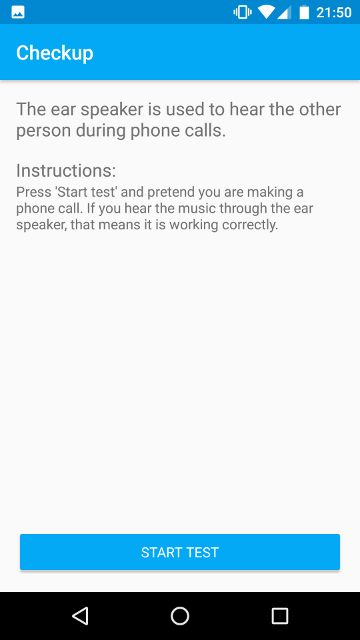 21:50
Checkup
The ear speaker is used to hear the other
person during phone calls.
Instructions:
Press 'Start test' and pretend you are making a
phone call. If you hear the music through the ear
speaker, that means it is working correctly.
START TEST